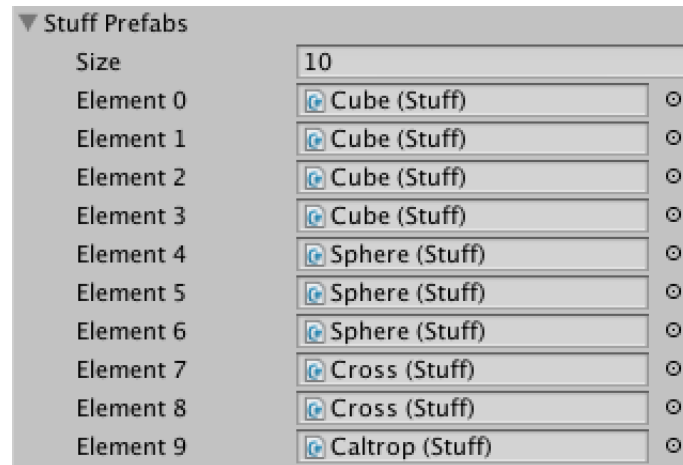 Stuff Prefabs
Size 10
Element 0 Cube (Stuff)
Element 1 Cube (Stuff)
Element 2 Cube (Stuff)
Element 3 Cube (Stuff)
Element 4 Sphere (Stuff)
Element 5 Sphere (Stuff)
Element 6 Sphere (Stuff)
Element 7 Cross (Stuff)
Element 8 Cross (Stuff)
Element 9 Caltrop (Stuff)